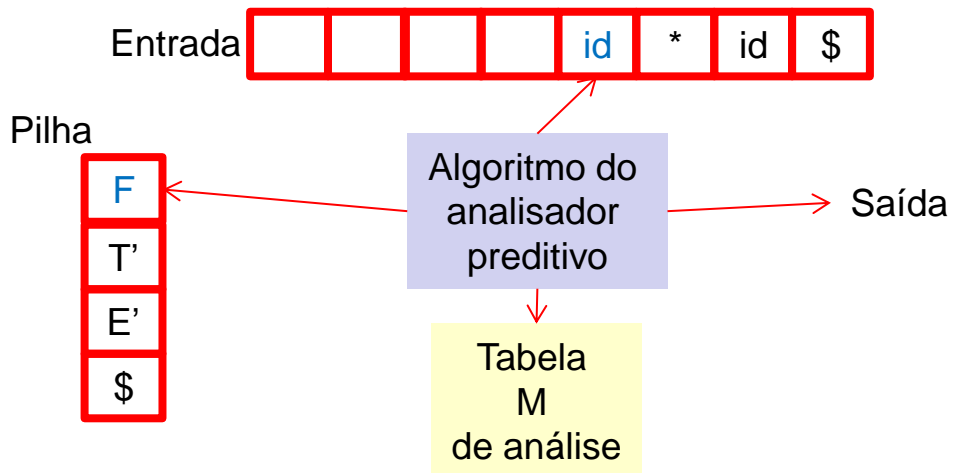 Entrada id * id $
Pilha
F
T’
E’
$
Algoritmo do
analisador
preditivo
Saída
Tabela
M
de análise